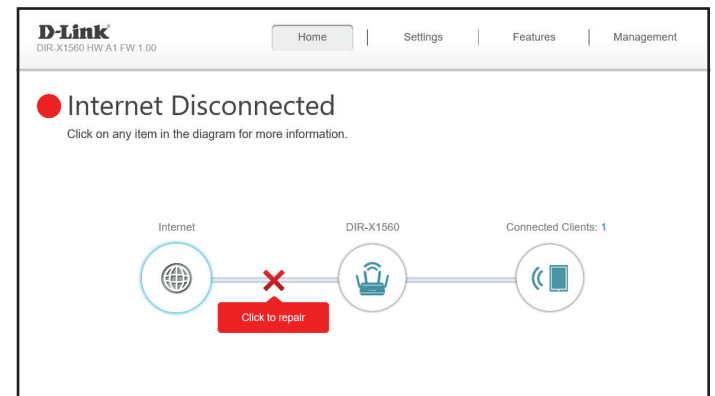 D-Link
DIR-X1560 HW:A1 FW:1.00
Home
Settings
Features
Management
Internet Disconnected
Click on any item in the diagram for more information.
Internet
DIR-X1560
Connected Clients: 1
Click to repair